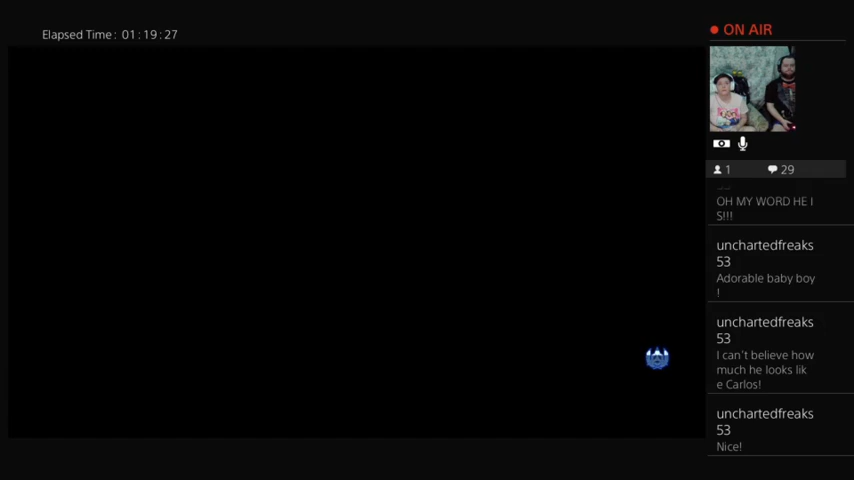 Elapsed Time: 01:19:27
ON AIR
1 29
OH MY WORD HE I
S!!!
unchartedfreaks
53
Adorable baby boy
!
unchartedfreaks
53
I can't believe how
much he looks lik
e Carlos!
unchartedfreaks
53
Nice!